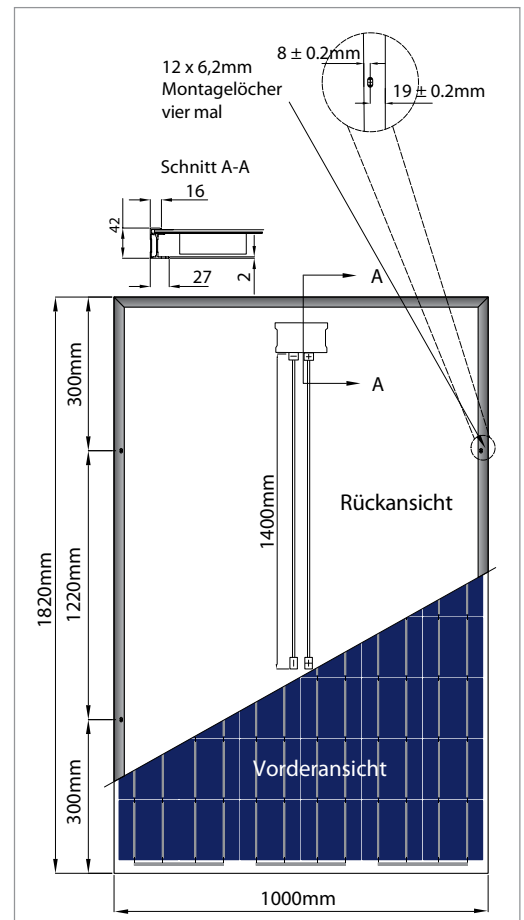 8 ± 0.2mm
12 x 6,2mm
Montagelöcher
vier mal
19 ± 0.2mm
Schnitt A-A
16
42
27
2
A
A
300mm
1400mm
Rückansicht
1820mm
1220mm
Vorderansicht
300mm
1000mm